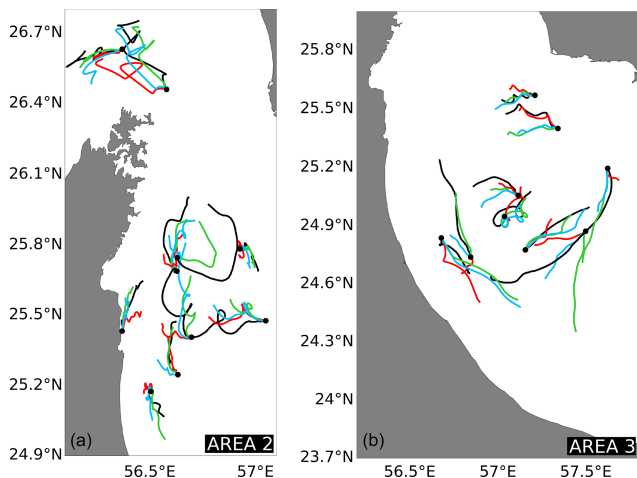 26.7°N
26.4°N
26.1°N
25.8°N
25.5°N
25.2°N
24.9°N
(a)
AREA 2
56.5°E
57°E
25.8°N
25.5°N
25.2°N
24.9°N
24.6°N
24.3°N
24°N
23.7°N
(b)
AREA 3
56.5°E
57°E
57.5°E